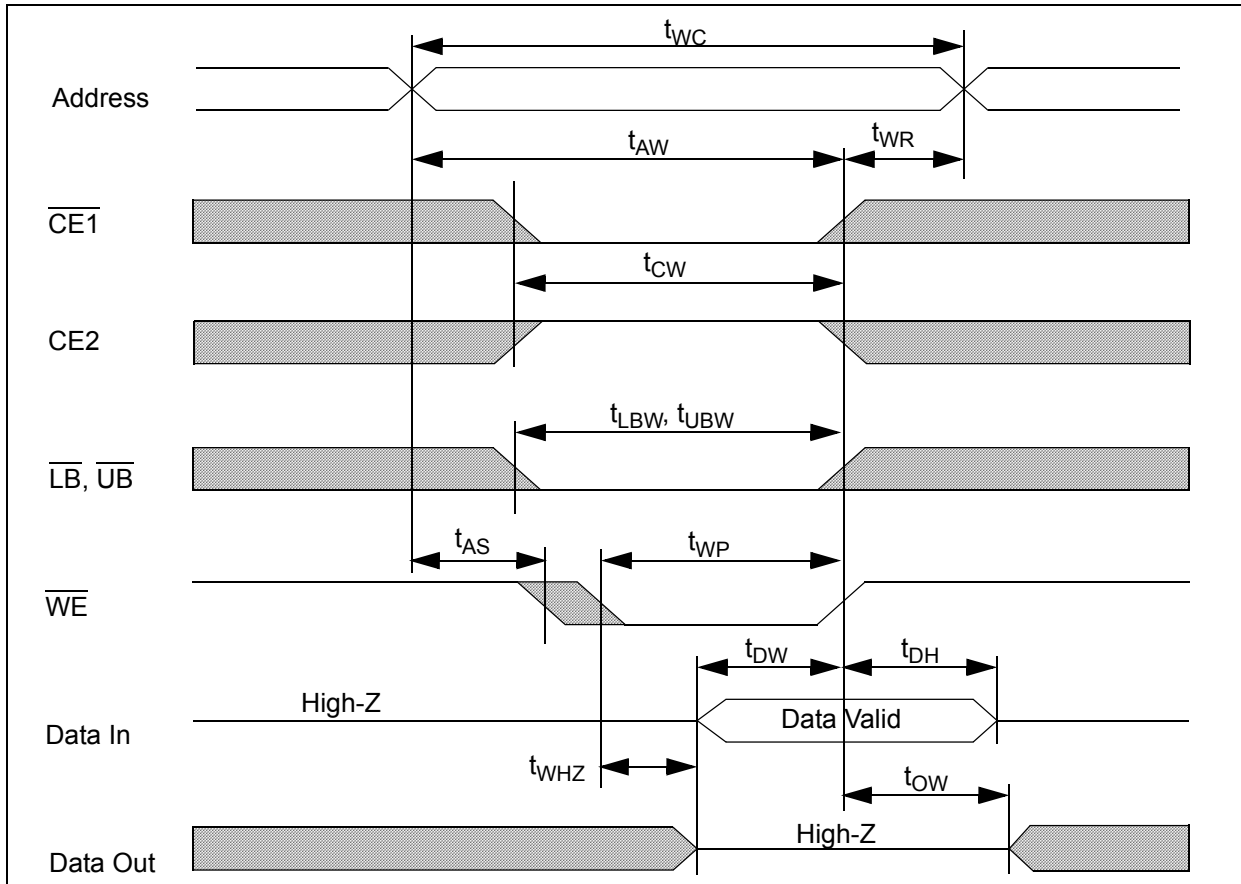 tWC
Address
tAW
tWR
CE1
tCW
CE2
tLBW, tUBW
LB, UB
tAS
tWP
WE
tDW
tDH
High-Z
Data Valid
Data In
tWHZ
tOW
High-Z
Data Out